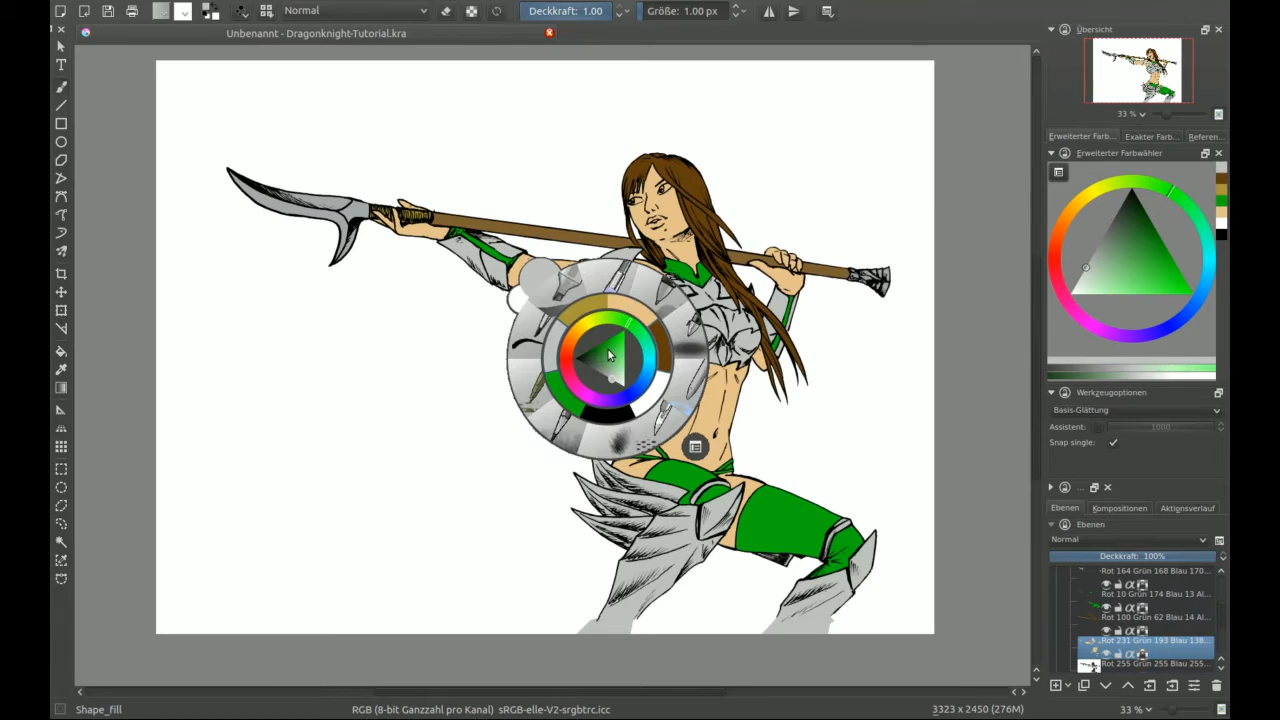 Normal
Deckkraft: 1.00
Größe: 1.00 px
Unbenannt - Dragonknight-Tutorial.kra
Übersicht
33 %
Erweiterter Farb...
Exakter Farb...
Referen...
Erweiterter Farbwähler
Werkzeugoptionen
Basis-Glättung
Assistent:
1000
Snap single:
...
Ebenen
Kompositionen
Aktionsverlauf
Ebenen
Normal
Deckkraft: 100%
Rot 164 Grün 168 Blau 170...
Rot 10 Grün 174 Blau 13 Al...
Rot 100 Grün 62 Blau 14 Al...
Rot 231 Grün 193 Blau 138...
Rot 255 Grün 255 Blau 255...
Shape_fill
RGB (8-bit Ganzzahl pro Kanal) sRGB-elle-V2-srgbtrc.icc
3323 x 2450 (276M)
33 %